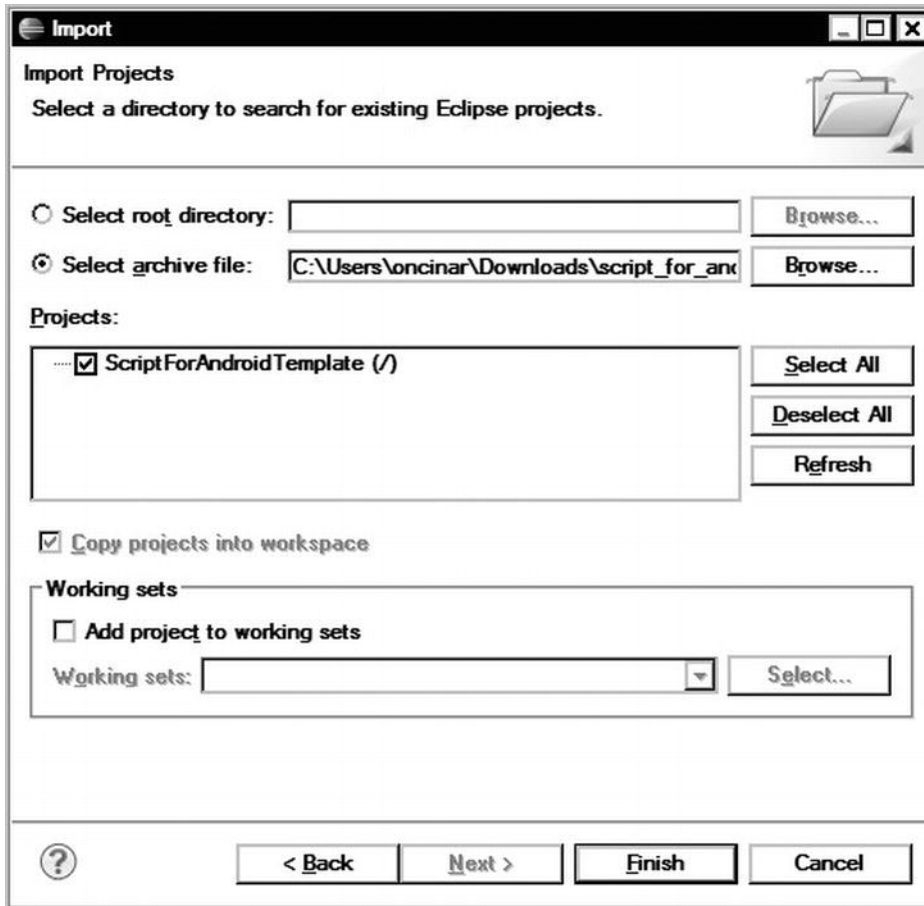 Import
Import Projects
Select a directory to search for existing Eclipse projects.
Select root directory:
Browse...
Select archive file:
C:\Users\oncinar\Downloads\script_for_anc
Browse...
Projects:
ScriptForAndroidTemplate (/)
Select All
Deselect All
Refresh
Copy projects into workspace
Working sets
Add project to working sets
Working sets:
Select...
?
< Back
Next >
Finish
Cancel